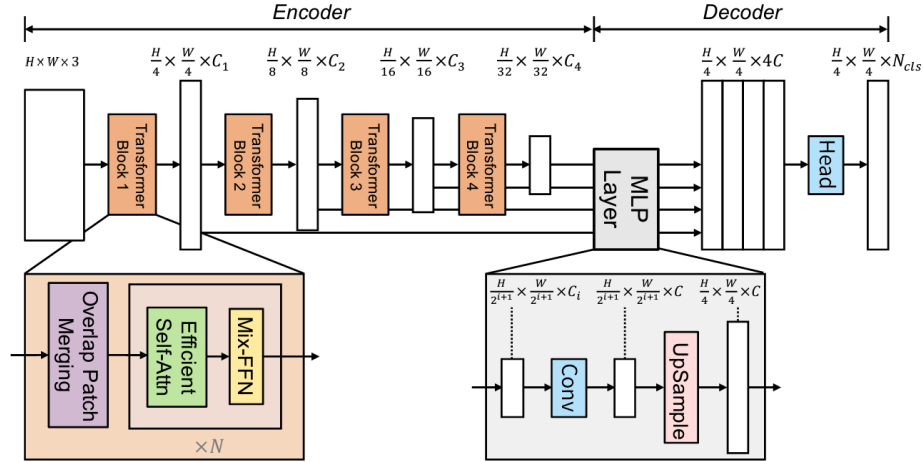 Encoder
Decoder
H × W × 3
H/4 × W/4 × C₁
H/8 × W/8 × C₂
H/16 × W/16 × C₃
H/32 × W/32 × C₄
H/4 × W/4 × 4C
H/4 × W/4 × N_cls
Transformer
Block 1
Transformer
Block 2
Transformer
Block 3
Transformer
Block 4
MLP
Layer
Head
Overlap Patch
Merging
Efficient
Self-Attn
Mix-FFN
×N
H/2^{i+1} × W/2^{i+1} × C_i
H/2^{i+1} × W/2^{i+1} × C
H/4 × W/4 × C
Conv
UpSample